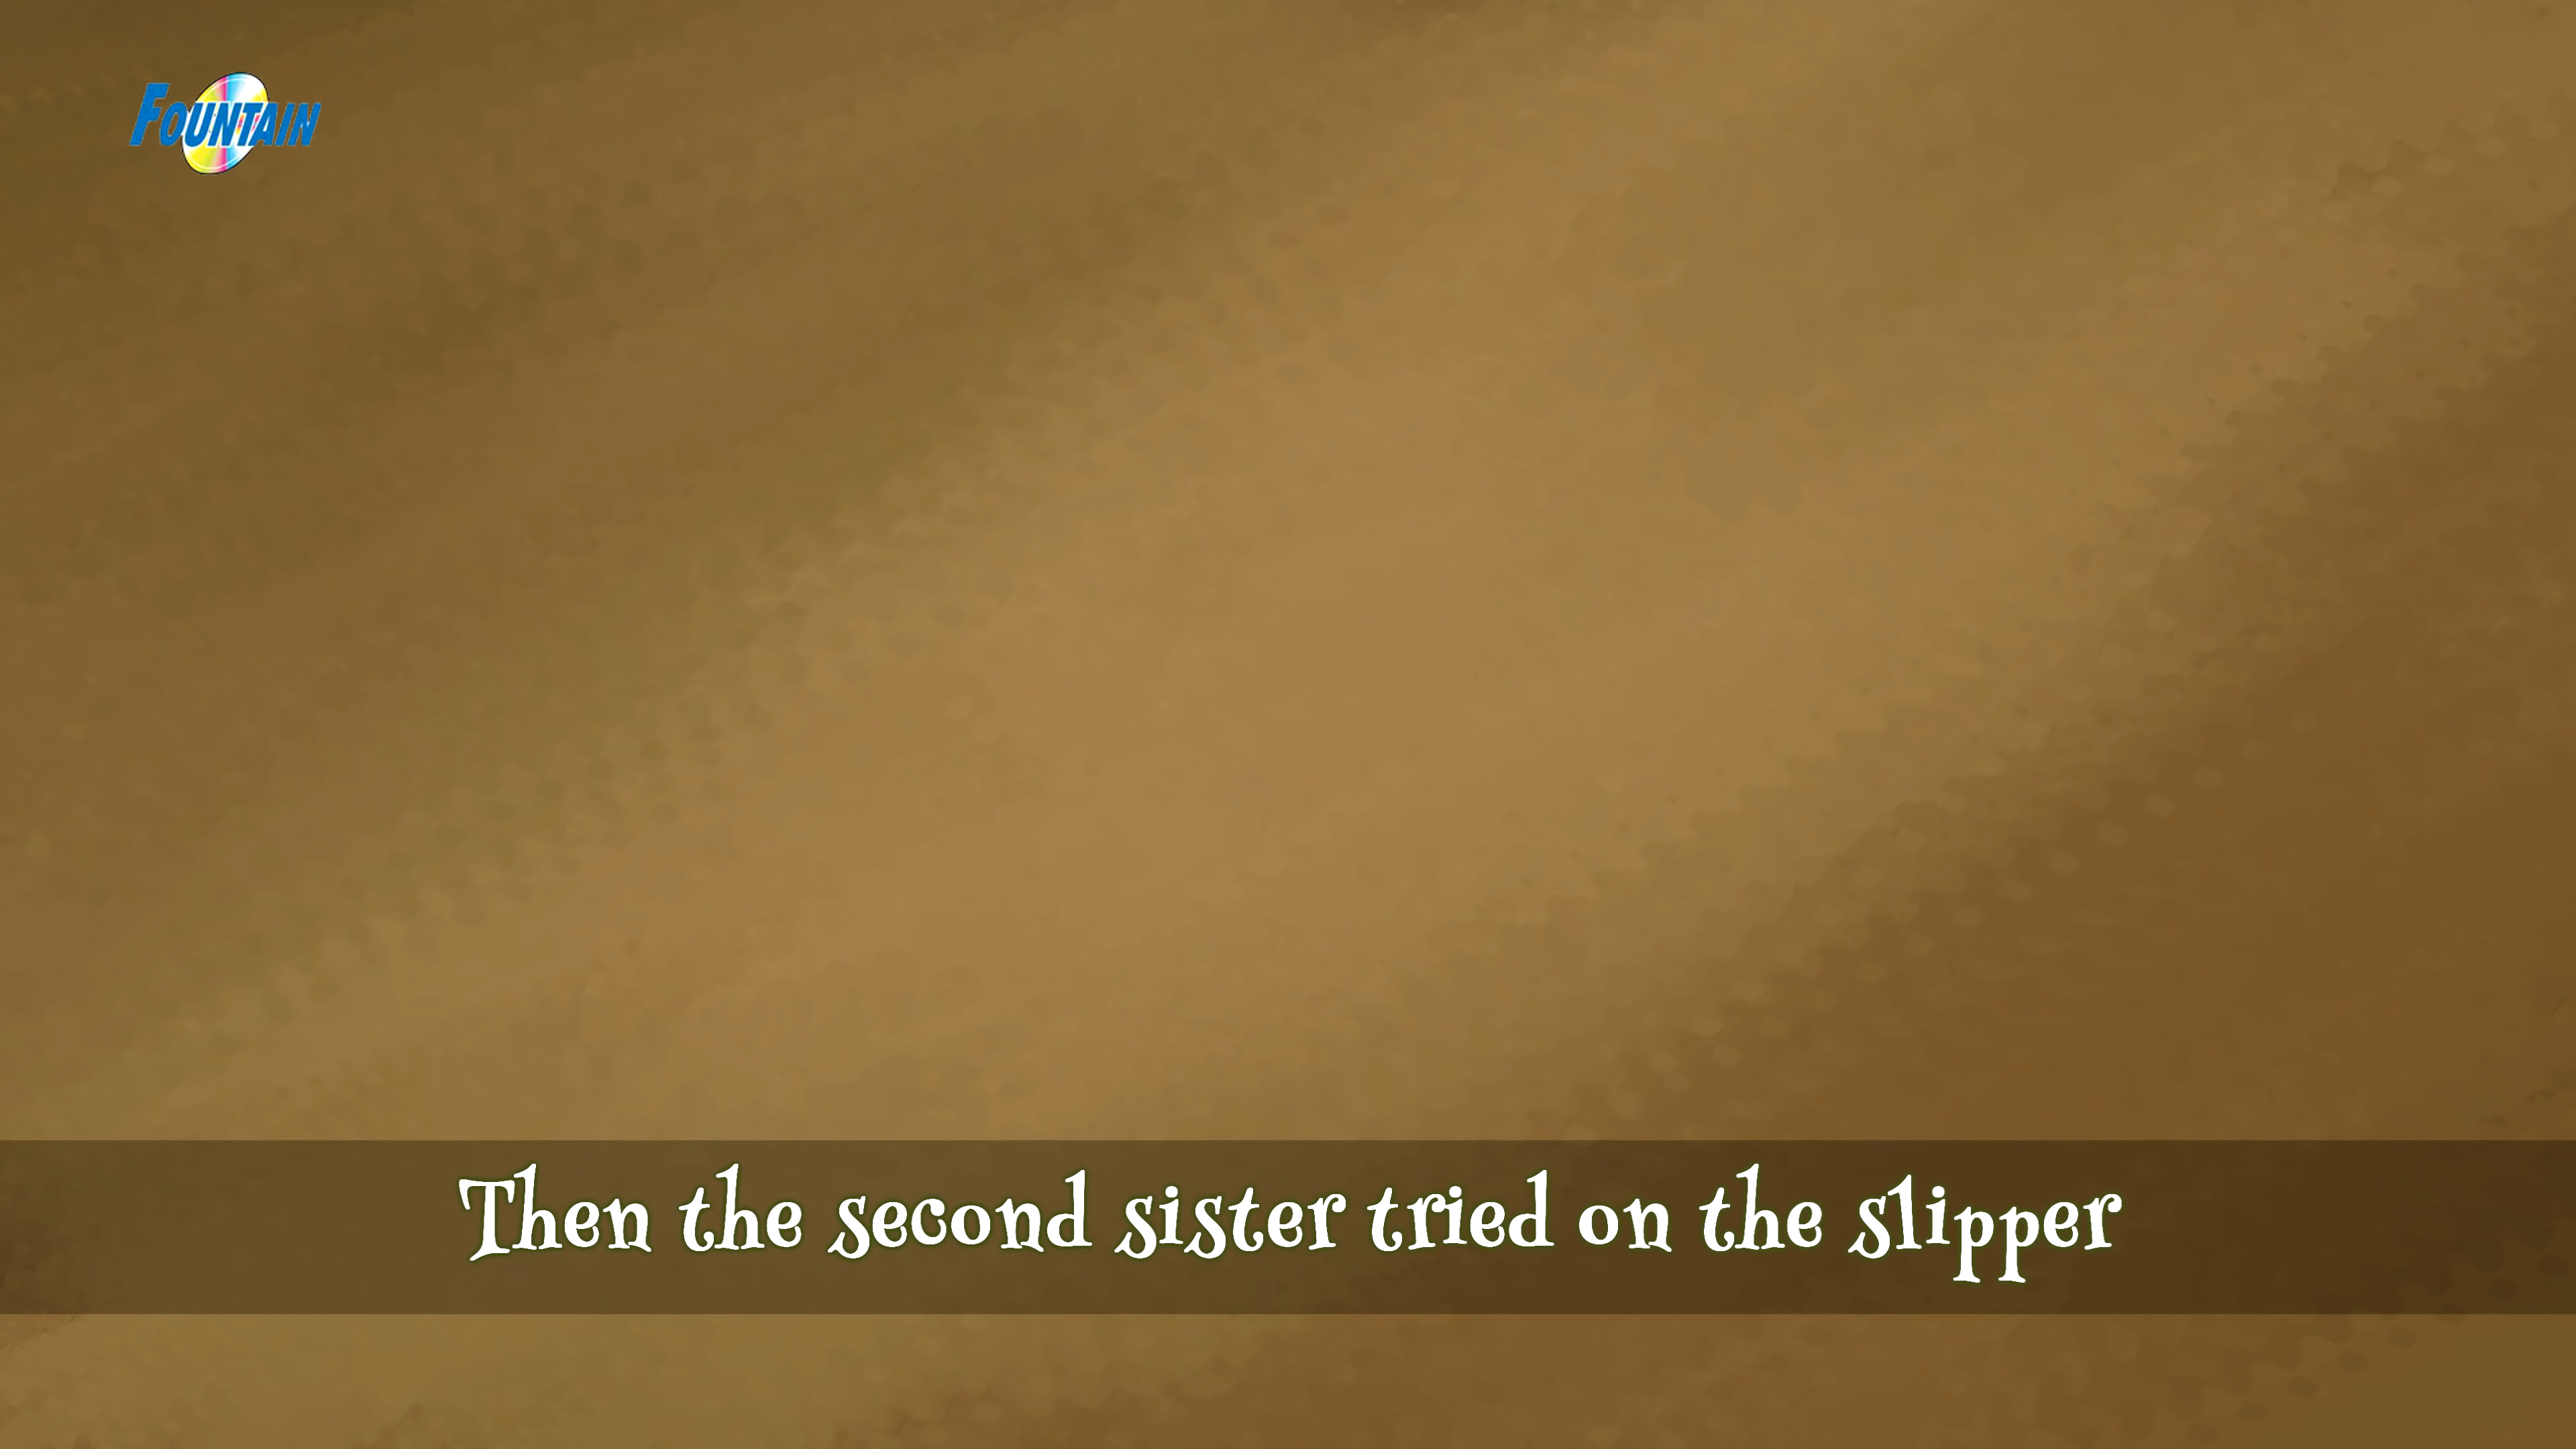 FOUNTAIN
Then the second sister tried on the slipper